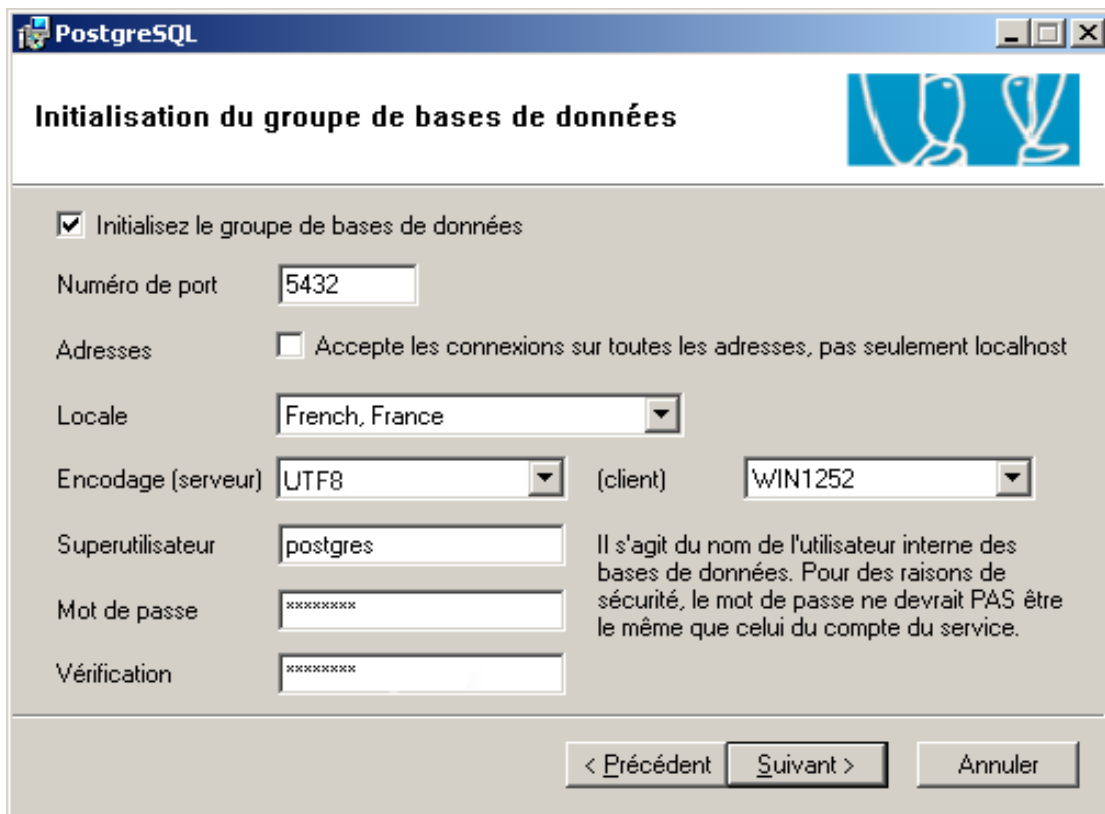 PostgreSQL
Initialisation du groupe de bases de données
Initialisez le groupe de bases de données
Numéro de port 5432
Adresses Accepte les connexions sur toutes les adresses, pas seulement localhost
Locale French, France
Encodage (serveur) UTF8 (client) WIN1252
Superutilisateur postgres
Il s'agit du nom de l'utilisateur interne des
bases de données. Pour des raisons de
sécurité, le mot de passe ne devrait PAS être
le même que celui du compte du service.
Mot de passe ********
Vérification ********
< Précédent Suivant > Annuler